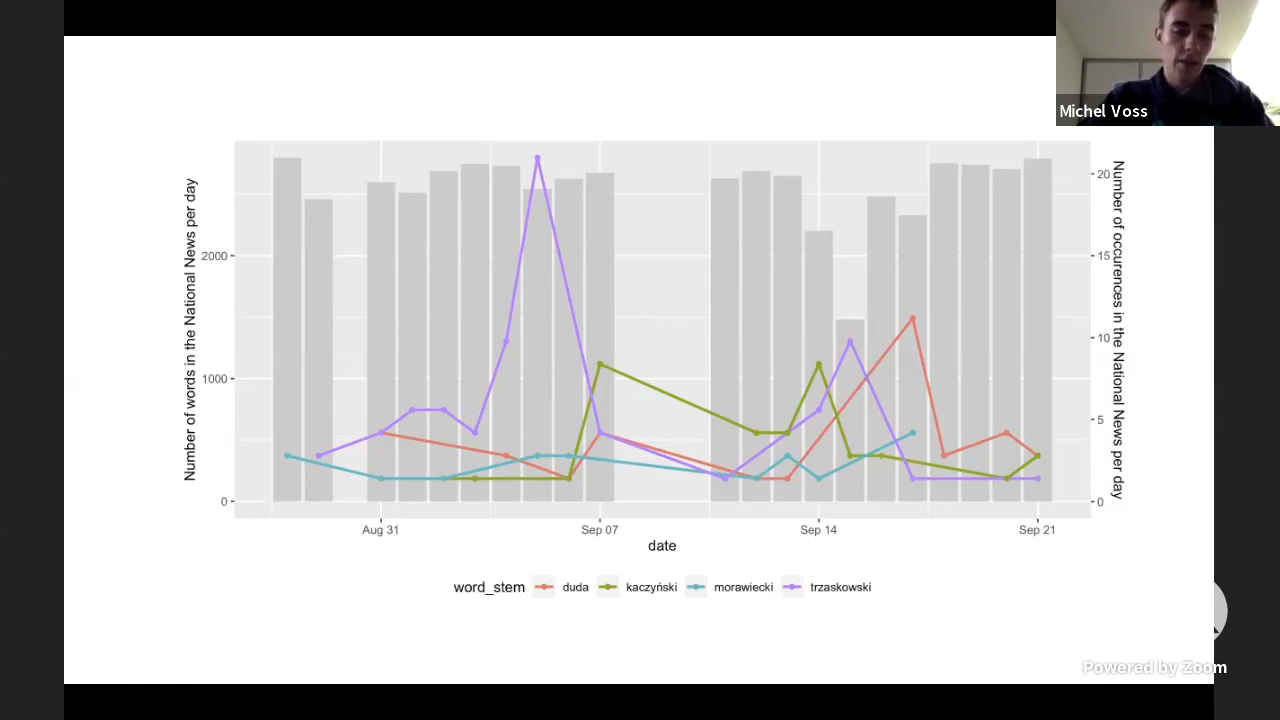 Michel Voss
Number of words in the National News per day
2000
1000
0
20
15
10
5
0
Number of occurences in the National News per day
Aug 31
Sep 07
Sep 14
Sep 21
date
word_stem duda kaczyński morawiecki trzaskowski
Powered by Zoom